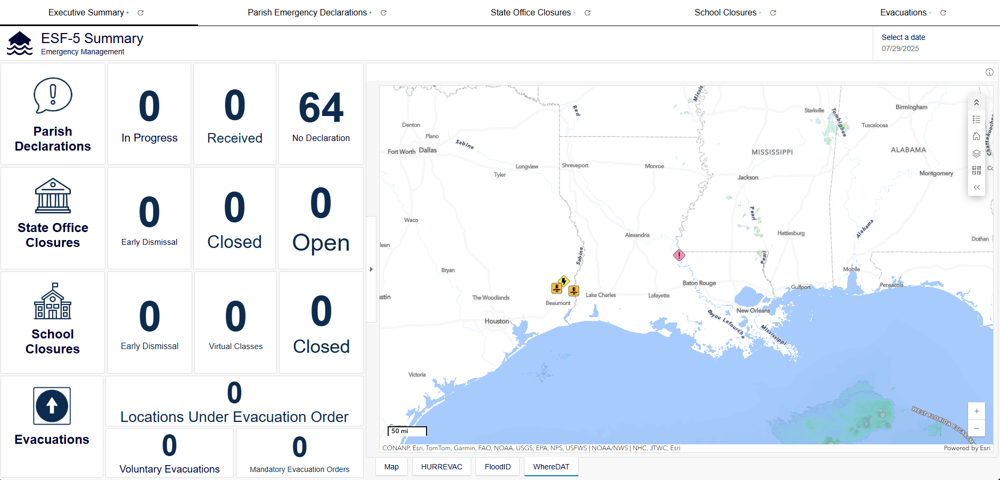 Executive Summary
Parish Emergency Declarations
State Office Closures
School Closures
Evacuations
ESF-5 Summary
Emergency Management
Select a date
07/29/2025
Parish
Declarations
0
In Progress
0
Received
64
No Declaration
State Office
Closures
0
Early Dismissal
0
Closed
0
Open
School
Closures
0
Early Dismissal
0
Virtual Classes
0
Closed
Evacuations
0
Locations Under Evacuation Order
0
Voluntary Evacuations
0
Mandatory Evacuation Orders
Missis
Red
Birmingham
Starkville
Tombigbee
Tuscaloosa
Chattahoochee
Denton
Plano
Sabine
Fort Worth
Dallas
MISSISSIPPI
ALABAMA
Longview
Shreveport
Monroe
Tyler
Jackson
Montgomery
Co
Waco
Pearl
Alabama
Alexandria
Hattiesburg
Dothan
leen
Sabine
Pearl
Bryan
Mobile
Baton Rouge
Gulfport
Pensacola
ustin
The Woodlands
Lake Charles
Lafayette
Beaumont
New Orleans
Houston
Bayou Lafourche
Mississippi
Victoria
WEST FLORIDA ESCARPME
50 mi
CONANP, Esri, TomTom, Garmin, FAO, NOAA, USGS, EPA, NPS, USFWS | NOAA/NWS | NHC, JTWC, Esri
Powered by Esri
Map
HURREVAC
FloodID
WhereDAT